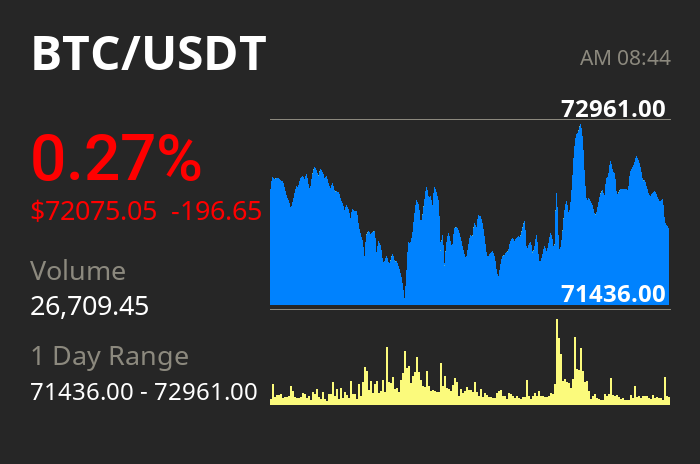 BTC/USDT
AM 08:44
0.27%
$72075.05 -196.65
72961.00
71436.00
Volume
26,709.45
1 Day Range
71436.00 - 72961.00